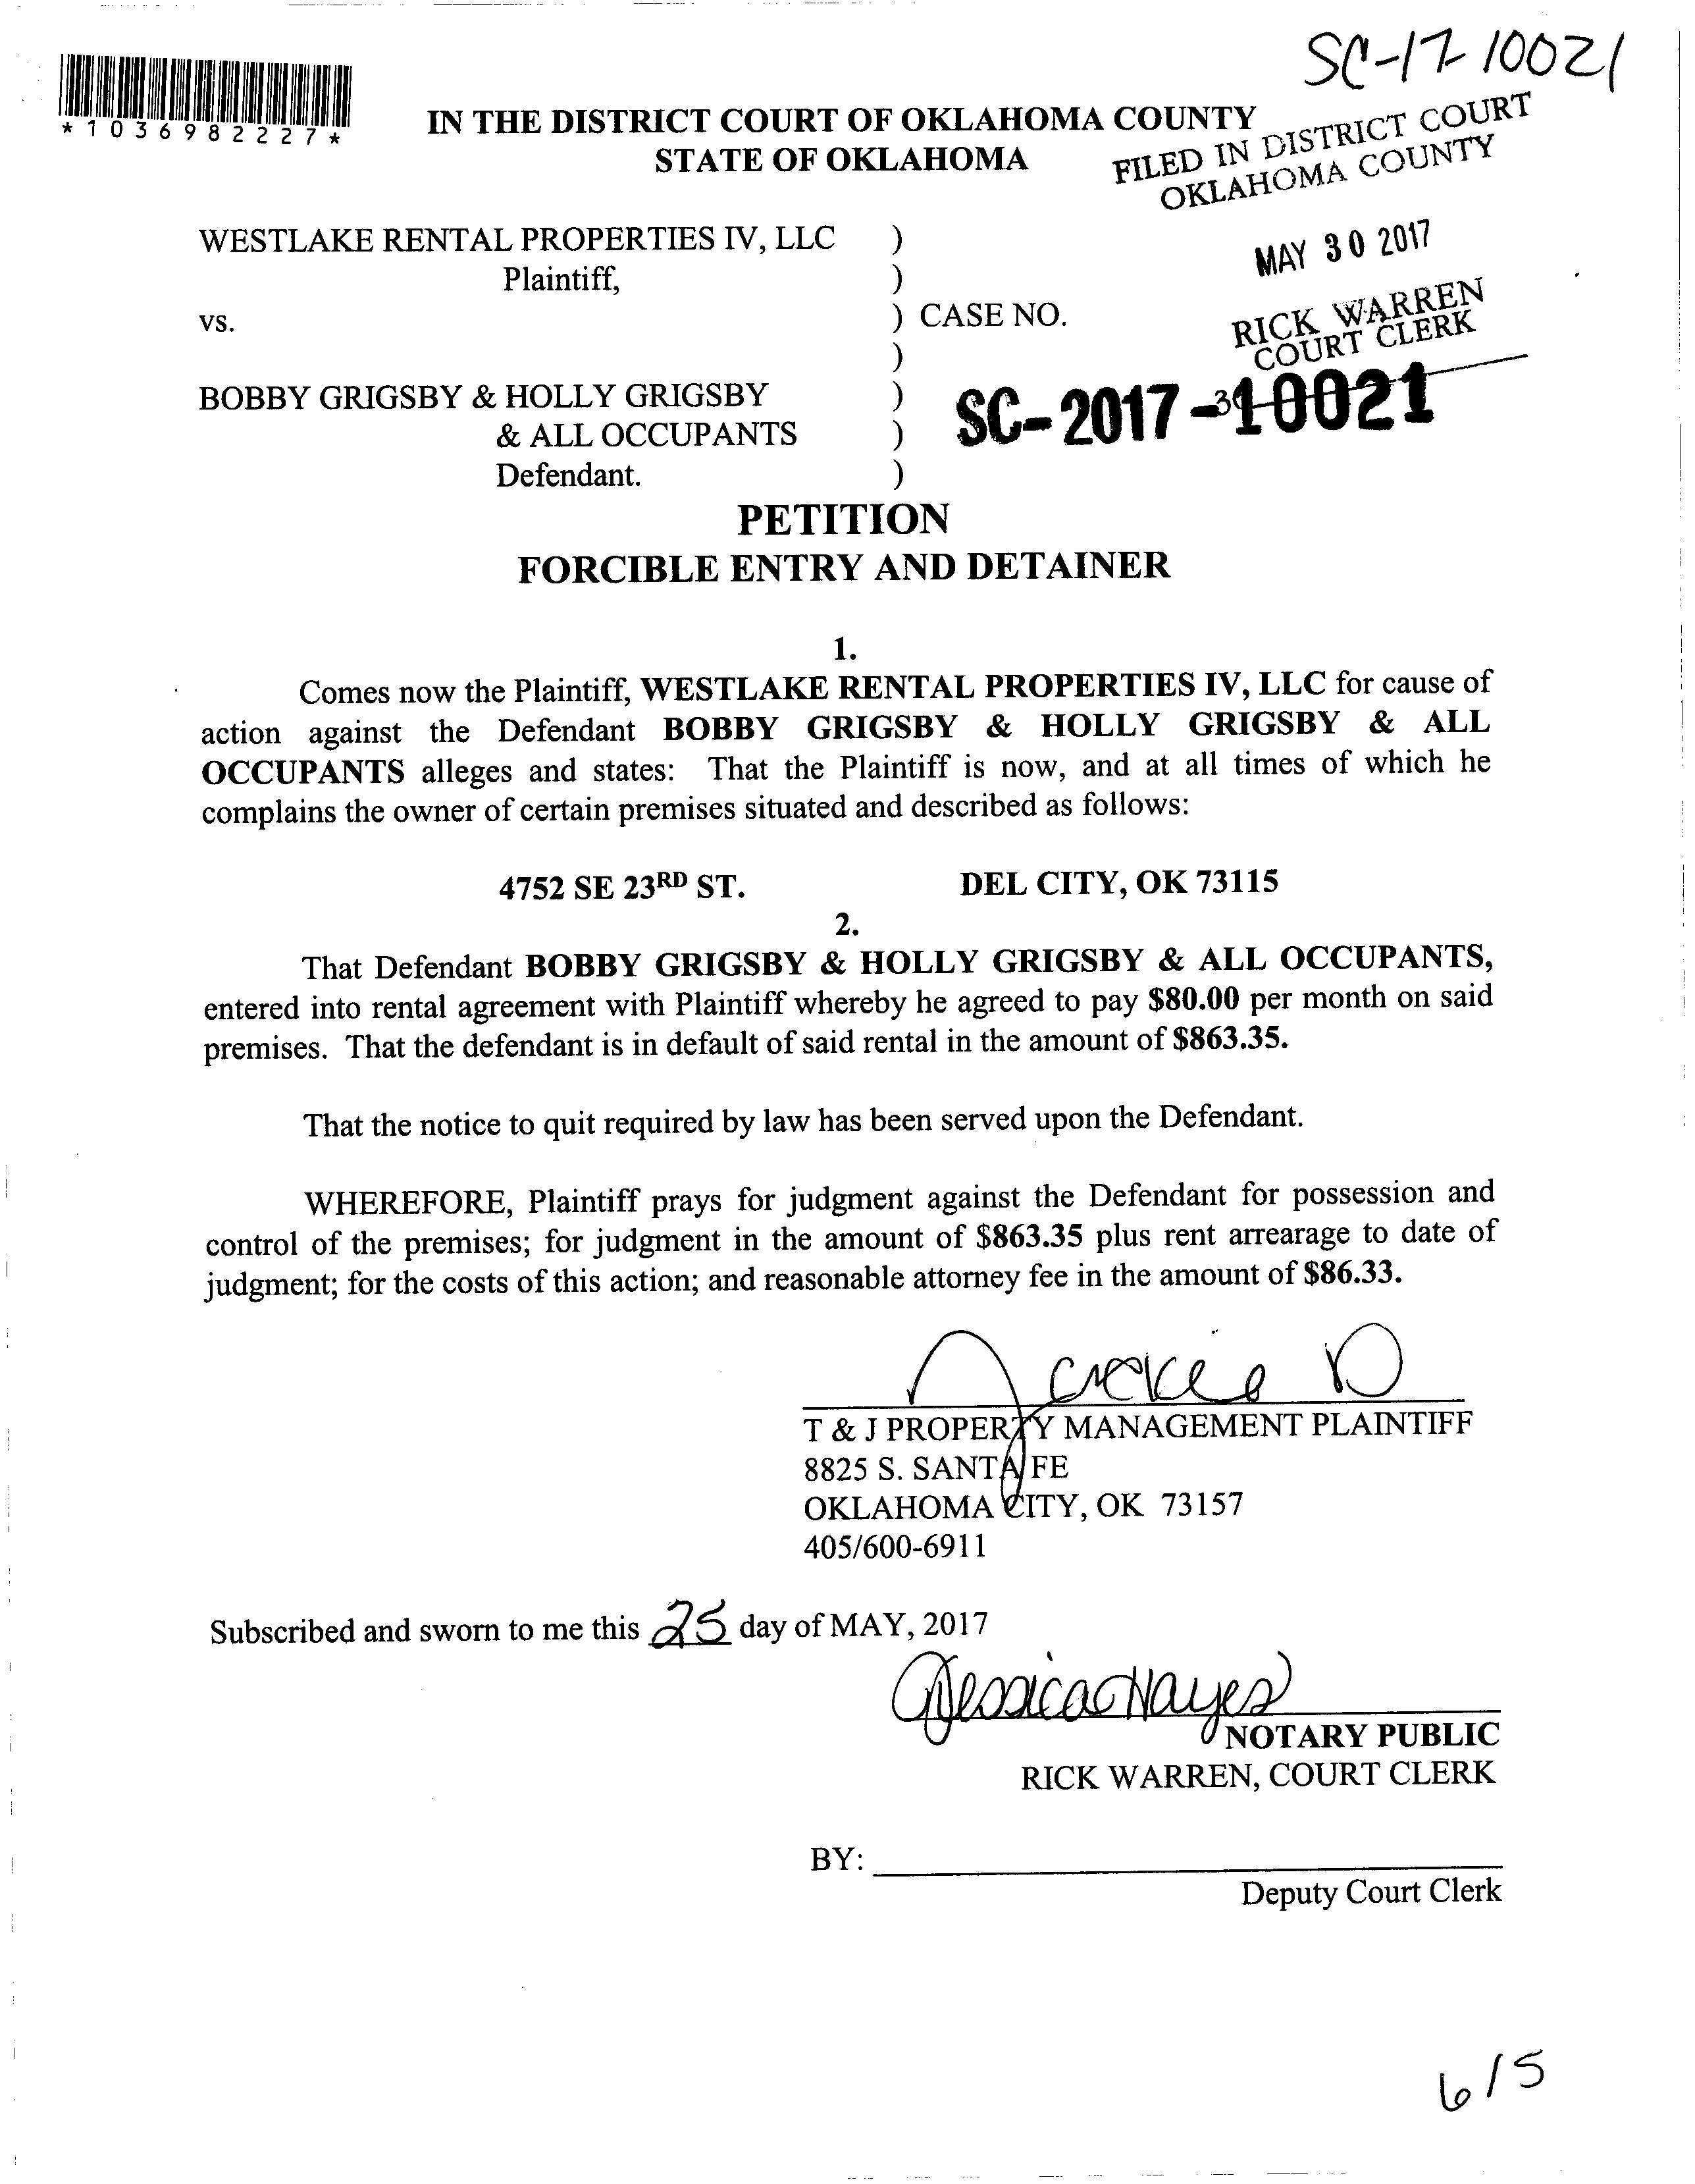 SC-17-10021
*1036982227*
IN THE DISTRICT COURT OF OKLAHOMA COUNTY
STATE OF OKLAHOMA
FILED IN DISTRICT COURT
OKLAHOMA COUNTY
MAY 30 2017
RICK WARREN
COURT CLERK
WESTLAKE RENTAL PROPERTIES IV, LLC )
Plaintiff, )
vs. ) CASE NO.
)
BOBBY GRIGSBY & HOLLY GRIGSBY )
& ALL OCCUPANTS ) SC-2017-10021
Defendant. )
PETITION
FORCIBLE ENTRY AND DETAINER
1.
Comes now the Plaintiff, WESTLAKE RENTAL PROPERTIES IV, LLC for cause of
action against the Defendant BOBBY GRIGSBY & HOLLY GRIGSBY & ALL
OCCUPANTS alleges and states: That the Plaintiff is now, and at all times of which he
complains the owner of certain premises situated and described as follows:
4752 SE 23RD ST. DEL CITY, OK 73115
2.
That Defendant BOBBY GRIGSBY & HOLLY GRIGSBY & ALL OCCUPANTS,
entered into rental agreement with Plaintiff whereby he agreed to pay $80.00 per month on said
premises. That the defendant is in default of said rental in the amount of $863.35.
That the notice to quit required by law has been served upon the Defendant.
WHEREFORE, Plaintiff prays for judgment against the Defendant for possession and
control of the premises; for judgment in the amount of $863.35 plus rent arrearage to date of
judgment; for the costs of this action; and reasonable attorney fee in the amount of $86.33.
Jackie D
T & J PROPERTY MANAGEMENT PLAINTIFF
8825 S. SANTA FE
OKLAHOMA CITY, OK 73157
405/600-6911
Subscribed and sworn to me this 25 day of MAY, 2017
Jessica Hayes
NOTARY PUBLIC
RICK WARREN, COURT CLERK
BY:
Deputy Court Clerk
6/5